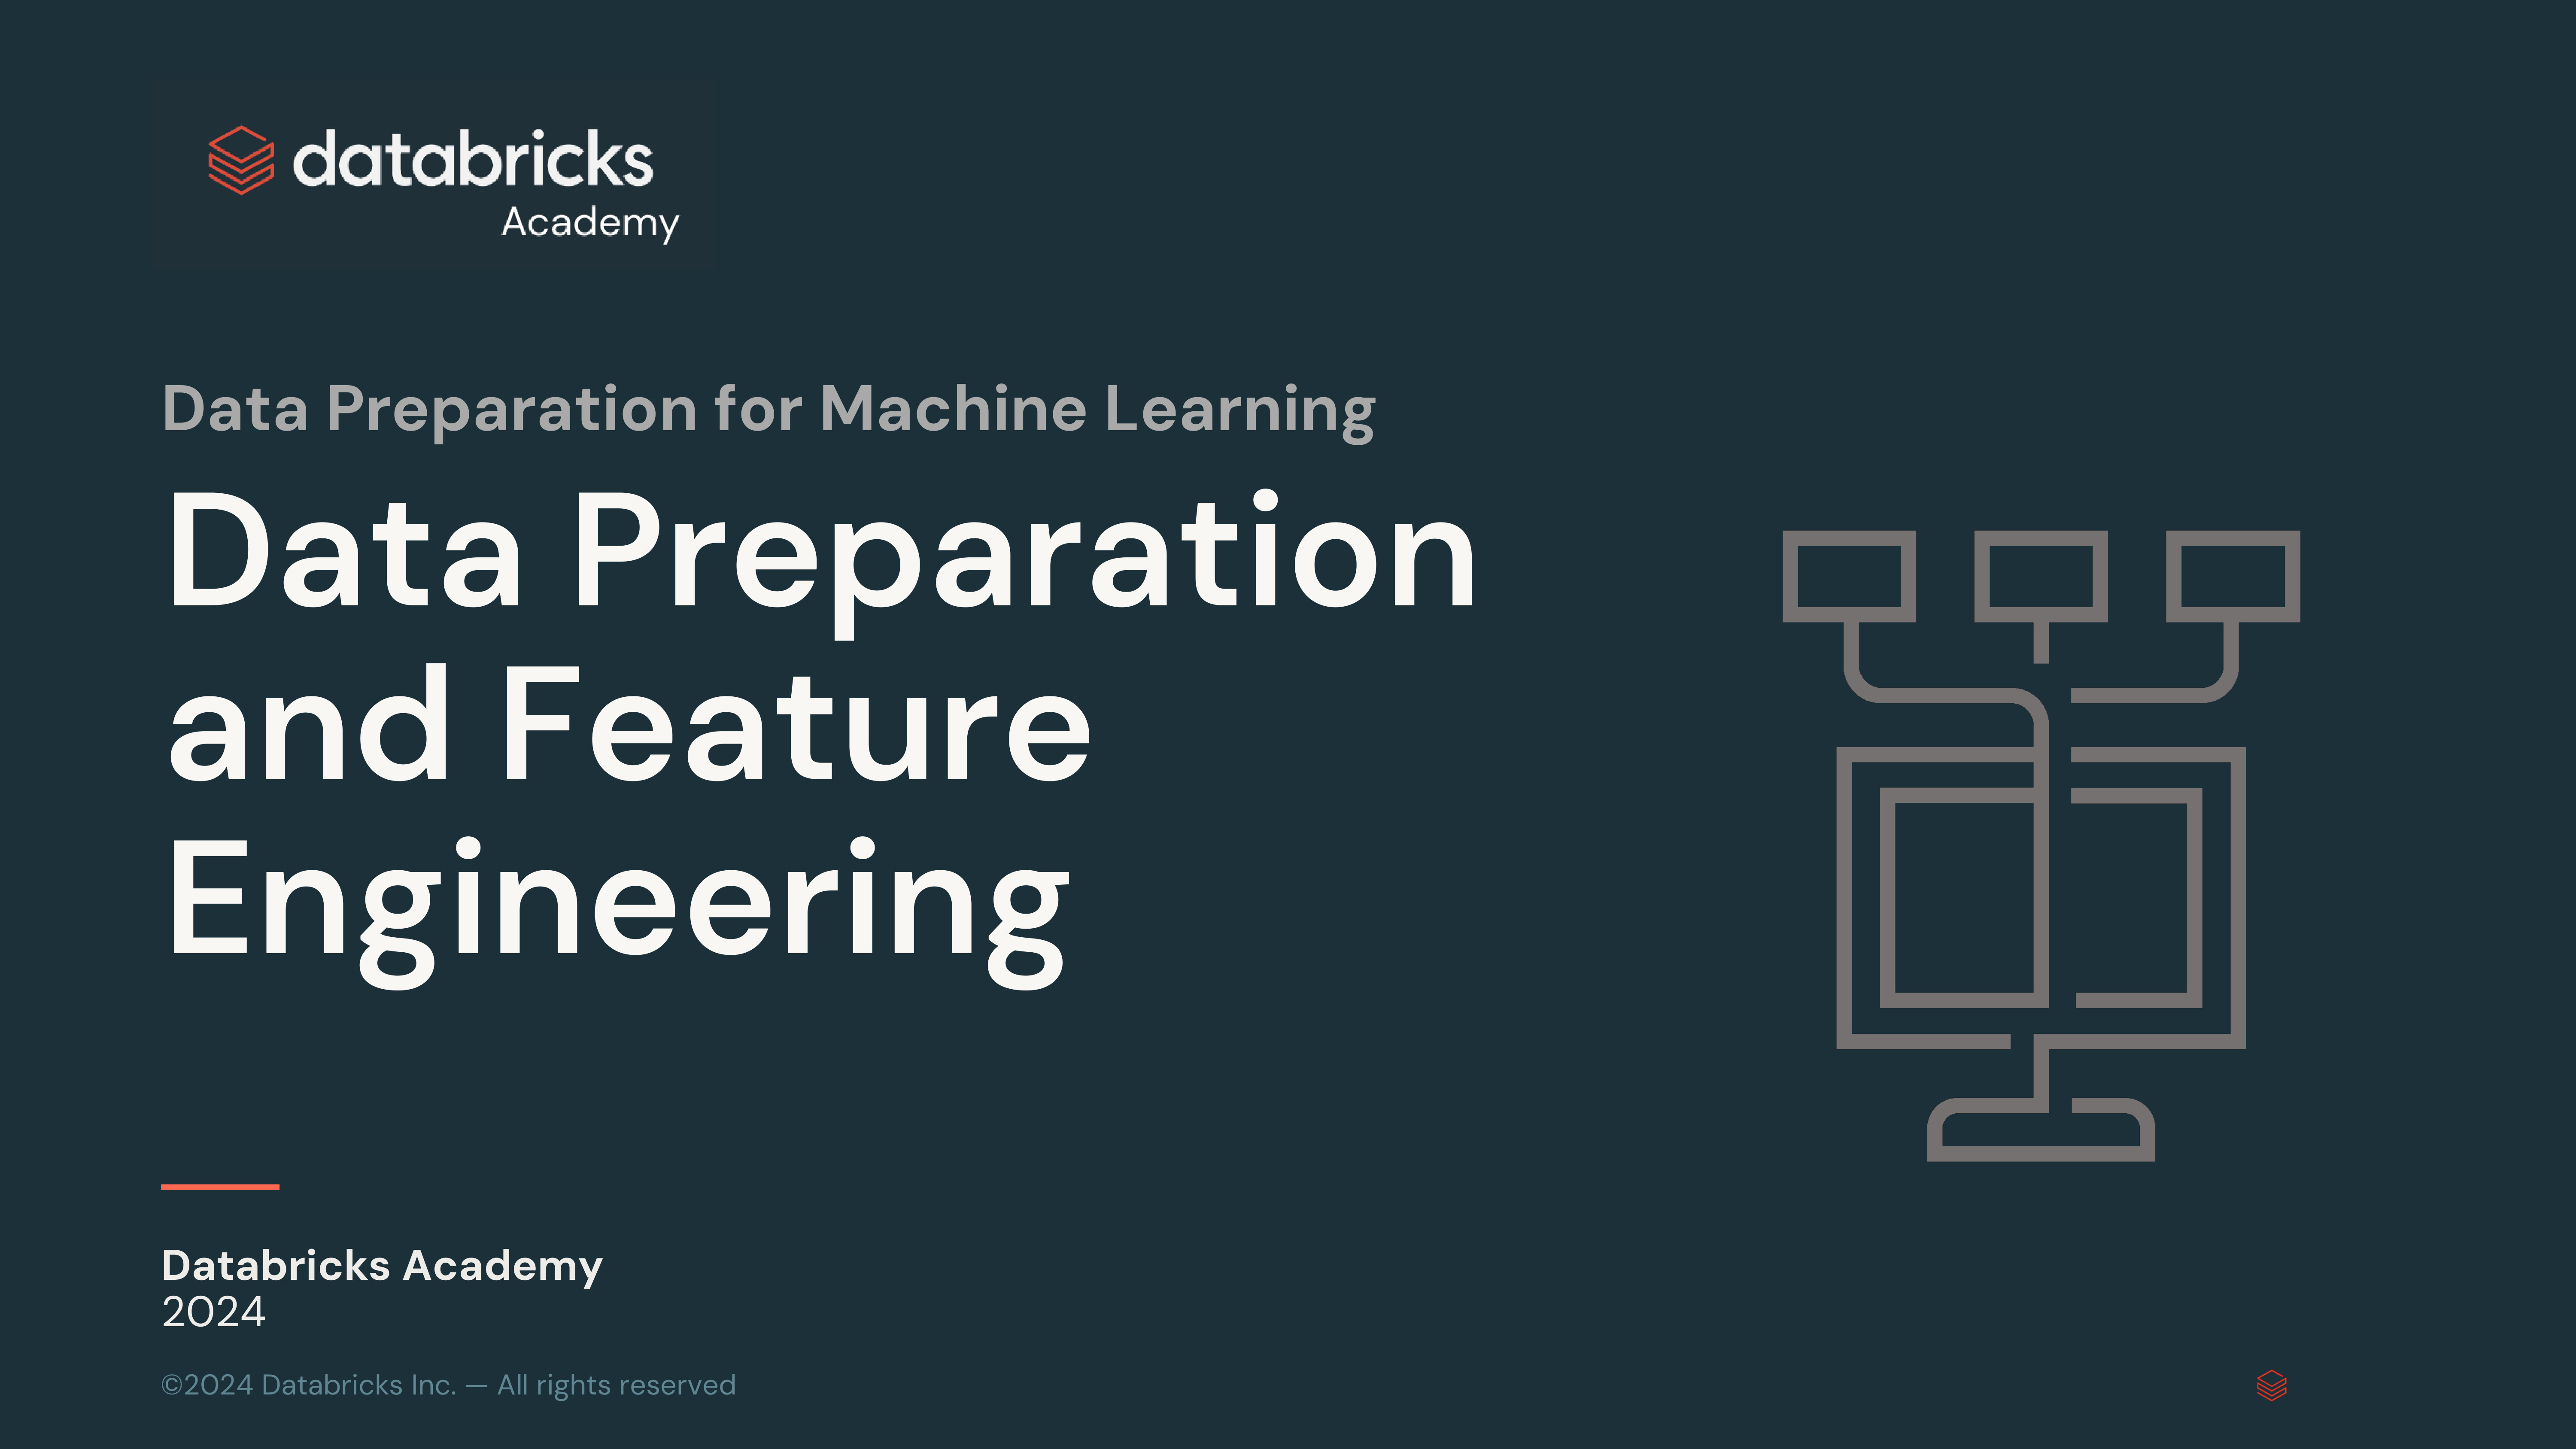 databricks
Academy
Data Preparation for Machine Learning
Data Preparation
and Feature
Engineering
Databricks Academy
2024
©2024 Databricks Inc. — All rights reserved